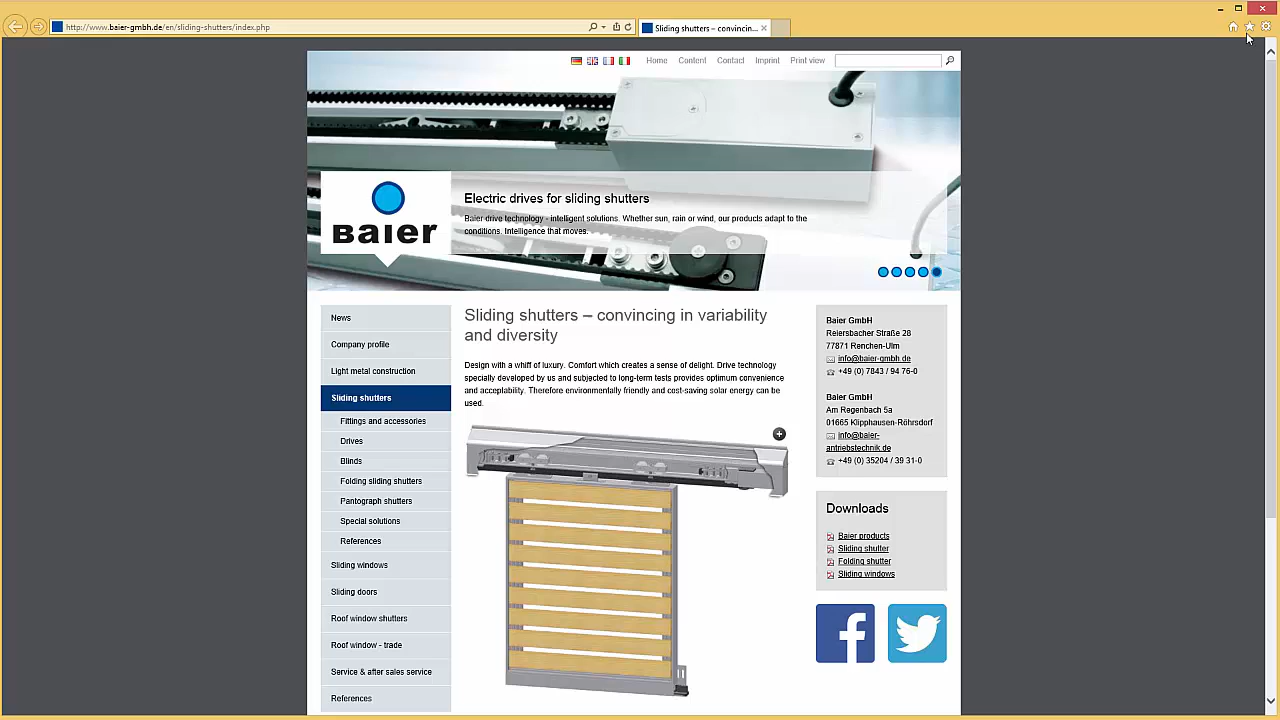 http://www.baier-gmbh.de/en/sliding-shutters/index.php
Sliding shutters – convincin...
Home Content Contact Imprint Print view
Electric drives for sliding shutters
Baier drive technology - intelligent solutions. Whether sun, rain or wind, our products adapt to the
conditions. Intelligence that moves.
Baier
News
Company profile
Light metal construction
Sliding shutters
Fittings and accessories
Drives
Blinds
Folding sliding shutters
Pantograph shutters
Special solutions
References
Sliding windows
Sliding doors
Roof window shutters
Roof window - trade
Service & after sales service
References
Sliding shutters – convincing in variability
and diversity
Design with a whiff of luxury. Comfort which creates a sense of delight. Drive technology
specially developed by us and subjected to long-term tests provides optimum convenience
and acceptability. Therefore environmentally friendly and cost-saving solar energy can be
used.
Baier GmbH
Reiersbacher Straße 28
77871 Renchen-Ulm
info@baier-gmbh.de
+49 (0) 7843 / 94 76-0
Baier GmbH
Am Regenbach 5a
01665 Klipphausen-Röhrsdorf
info@baier-
antriebstechnik.de
+49 (0) 35204 / 39 31-0
Downloads
Baier products
Sliding shutter
Folding shutter
Sliding windows